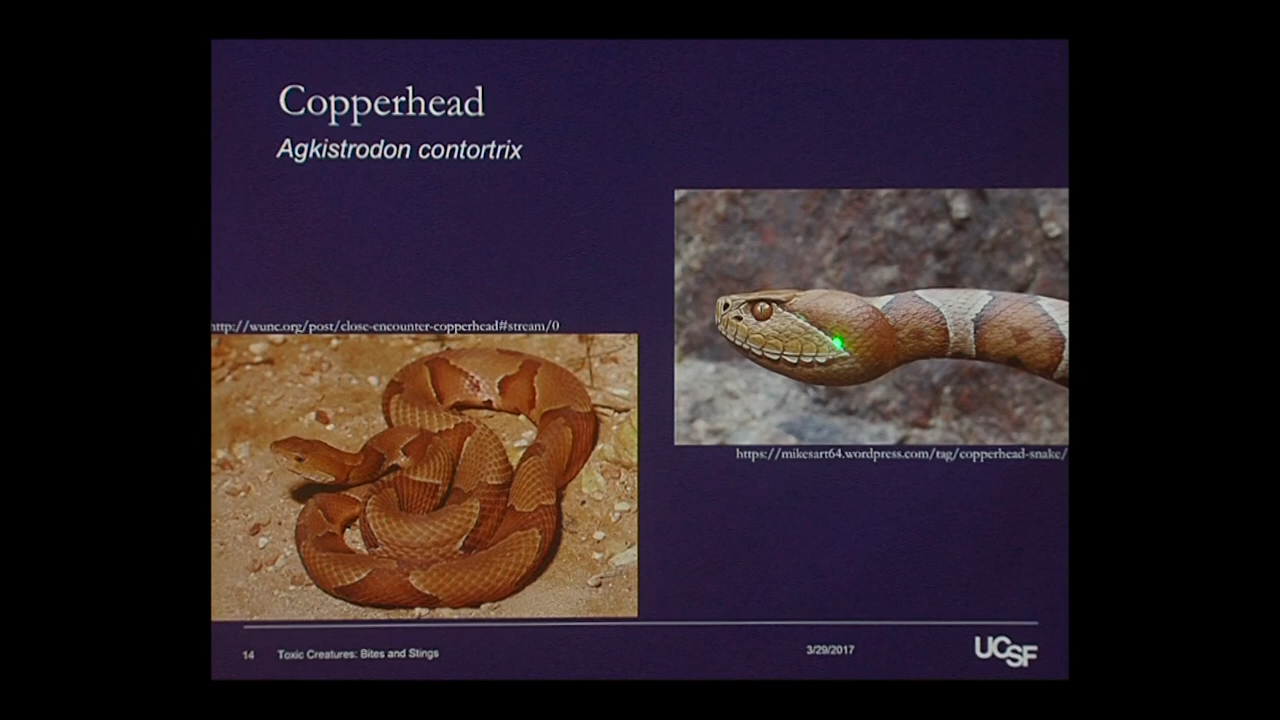 Copperhead
Agkistrodon contortrix
http://wunc.org/post/close-encounter-copperhead#stream/0
https://mikesart64.wordpress.com/tag/copperhead-snake/
14 Toxic Creatures: Bites and Stings 3/29/2017 UCSF